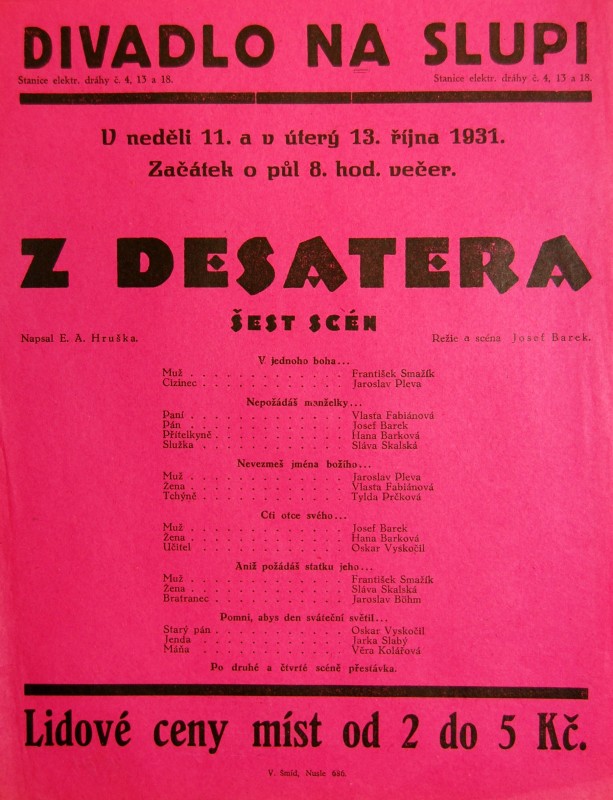 DIVADLO NA SLUPI
Stanice elektr. dráhy č. 4, 13 a 18. Stanice elektr. dráhy č. 4, 13 a 18.
V neděli 11. a v úterý 13. října 1931.
Začátek o půl 8. hod. večer.
Z DESATERA
ŠEST SCÉN
Napsal E. A. Hruška. Režie a scéna Josef Barek.
V jednoho boha...
Muž . . . . . . . . . . . . František Smažík
Cizinec . . . . . . . . . . . Jaroslav Pleva
Nepožádáš manželky...
Paní . . . . . . . . . . . . Vlasta Fabiánová
Pán . . . . . . . . . . . . Josef Barek
Přítelkyně . . . . . . . . . . Hana Barková
Služka . . . . . . . . . . . Sláva Skalská
Nevezmeš jména božího...
Muž . . . . . . . . . . . . Jaroslav Pleva
Žena . . . . . . . . . . . . Vlasta Fabiánová
Tchýně . . . . . . . . . . . Tylda Prčková
Cti otce svého...
Muž . . . . . . . . . . . . Josef Barek
Žena . . . . . . . . . . . . Hana Barková
Učitel . . . . . . . . . . . Oskar Vyskočil
Aniž požádáš statku jeho...
Muž . . . . . . . . . . . . František Smažík
Žena . . . . . . . . . . . . Sláva Skalská
Bratranec . . . . . . . . . . Jaroslav Böhm
Pomni, abys den sváteční světil...
Starý pán . . . . . . . . . . Oskar Vyskočil
Jenda . . . . . . . . . . . Jarka Slabý
Máňa . . . . . . . . . . . . Věra Kolářová
Po druhé a čtvrté scéně přestávka.
Lidové ceny míst od 2 do 5 Kč.
V. Šmíd, Nusle 686.